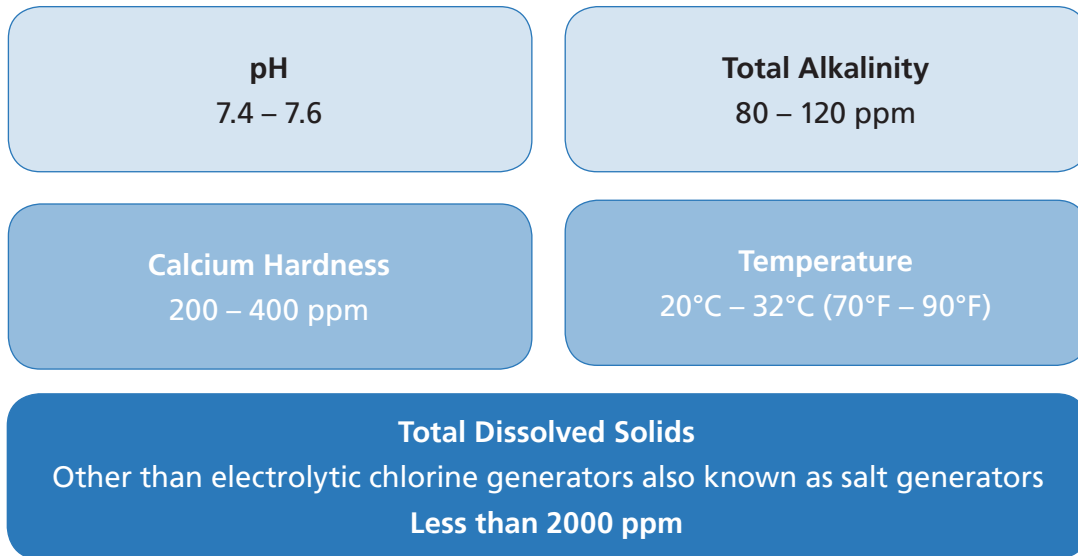 pH
7.4 – 7.6
Total Alkalinity
80 – 120 ppm
Calcium Hardness
200 – 400 ppm
Temperature
20°C – 32°C (70°F – 90°F)
Total Dissolved Solids
Other than electrolytic chlorine generators also known as salt generators
Less than 2000 ppm